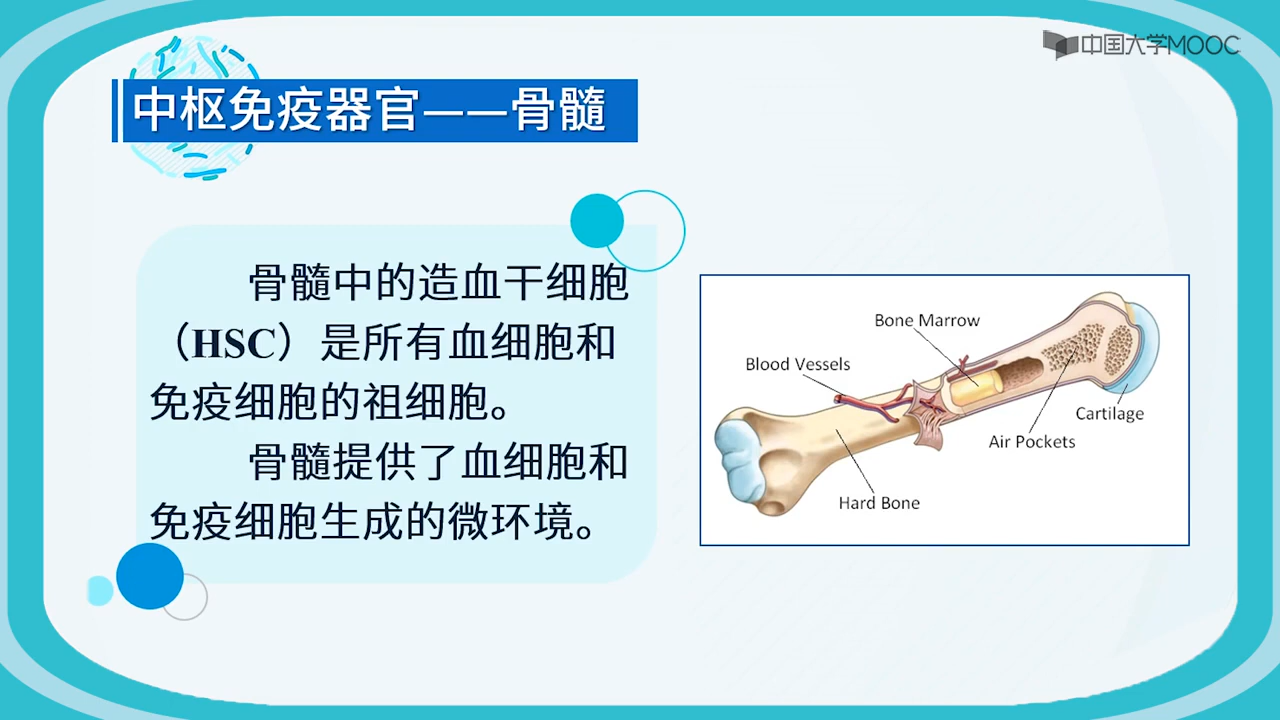 中国大学MOOC
中枢免疫器官——骨髓
骨髓中的造血干细胞
（HSC）是所有血细胞和
免疫细胞的祖细胞。
骨髓提供了血细胞和
免疫细胞生成的微环境。
Bone Marrow
Blood Vessels
Cartilage
Air Pockets
Hard Bone